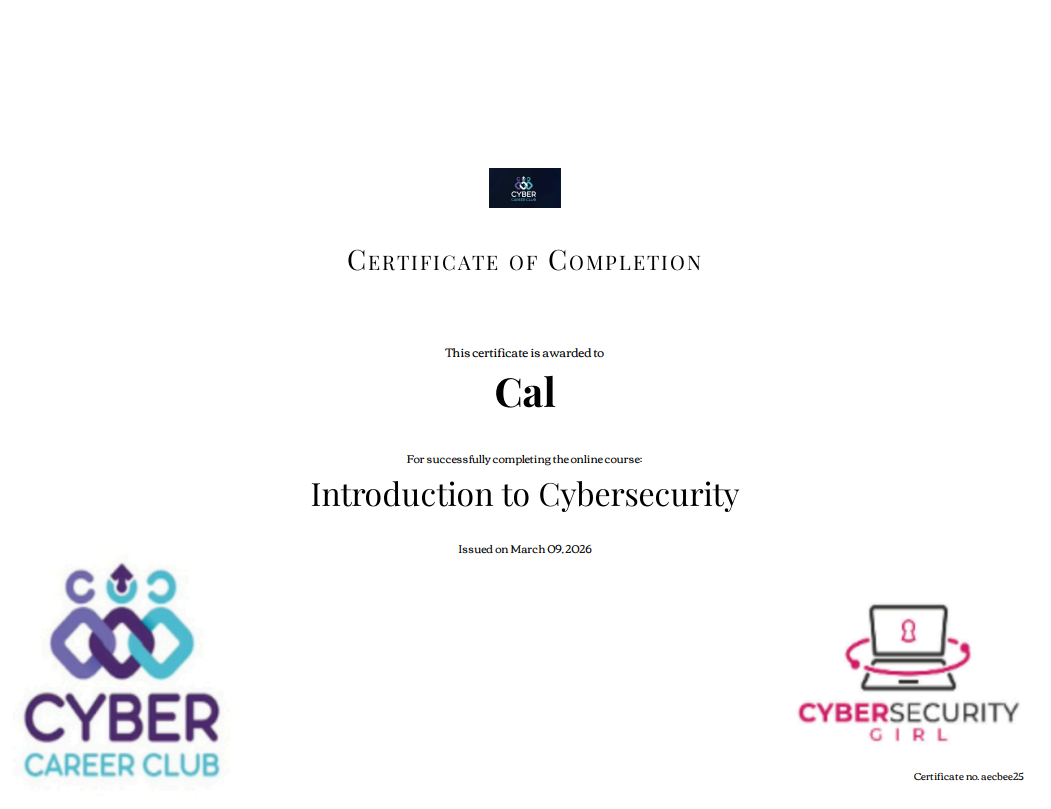 CYBER
CAREER CLUB
Certificate of Completion
This certificate is awarded to
Cal
For successfully completing the online course:
Introduction to Cybersecurity
Issued on March 09, 2026
CYBER
CAREER CLUB
CYBERSECURITY
GIRL
Certificate no. aecbee25